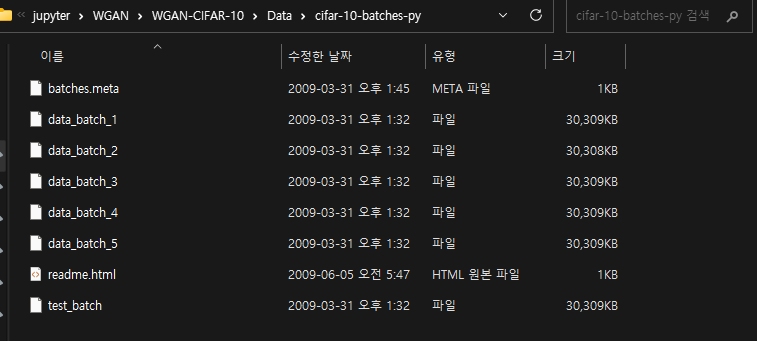 « jupyter > WGAN > WGAN-CIFAR-10 > Data > cifar-10-batches-py cifar-10-batches-py 검색
이름 수정한 날짜 유형 크기
batches.meta 2009-03-31 오후 1:45 META 파일 1KB
data_batch_1 2009-03-31 오후 1:32 파일 30,309KB
data_batch_2 2009-03-31 오후 1:32 파일 30,308KB
data_batch_3 2009-03-31 오후 1:32 파일 30,309KB
data_batch_4 2009-03-31 오후 1:32 파일 30,309KB
data_batch_5 2009-03-31 오후 1:32 파일 30,309KB
readme.html 2009-06-05 오전 5:47 HTML 원본 파일 1KB
test_batch 2009-03-31 오후 1:32 파일 30,309KB